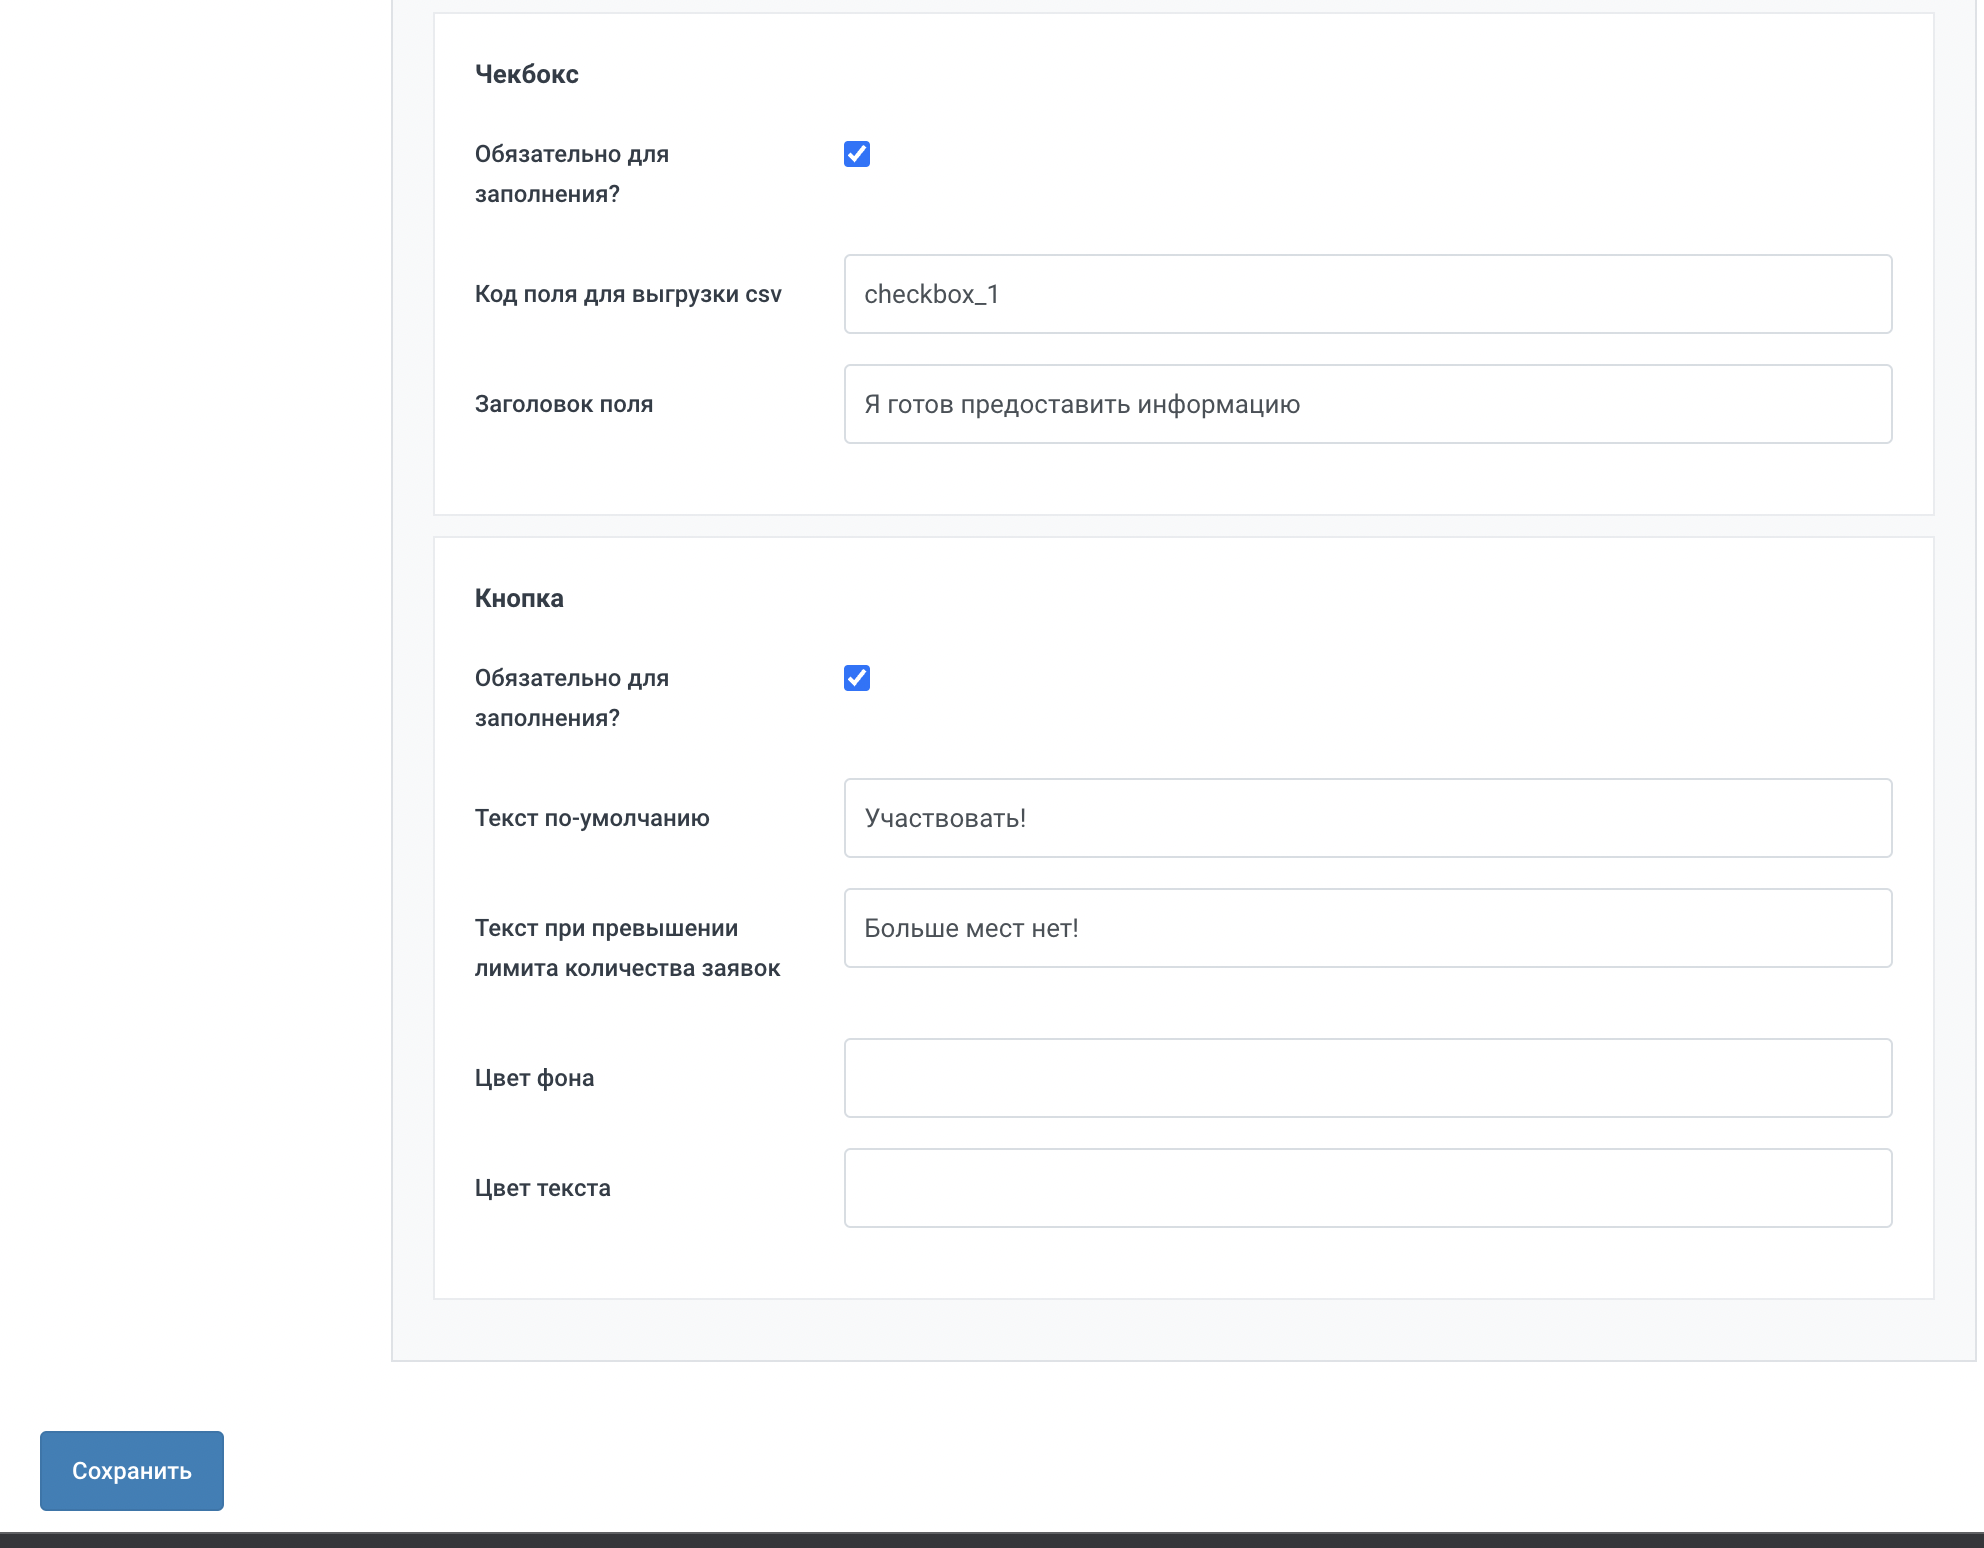 Чекбокс
Обязательно для
заполнения?
Код поля для выгрузки csv
checkbox_1
Заголовок поля
Я готов предоставить информацию
Кнопка
Обязательно для
заполнения?
Текст по-умолчанию
Участвовать!
Текст при превышении
лимита количества заявок
Больше мест нет!
Цвет фона
Цвет текста
Сохранить